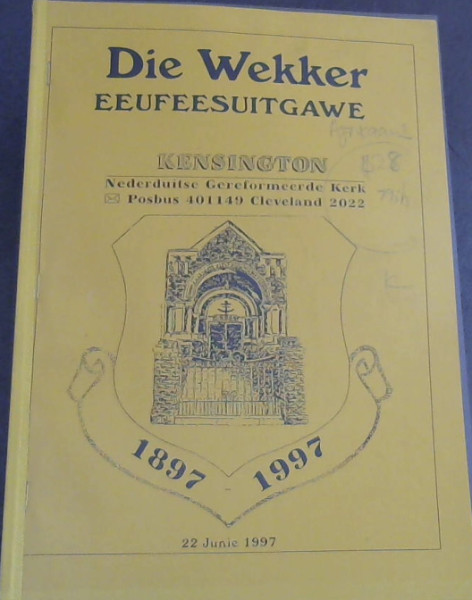 Die Wekker
EEUFEESUITGAWE
KENSINGTON
Nederduitse Gereformeerde Kerk
✉ Posbus 401149 Cleveland 2022
1897 - 1997
22 Junie 1997